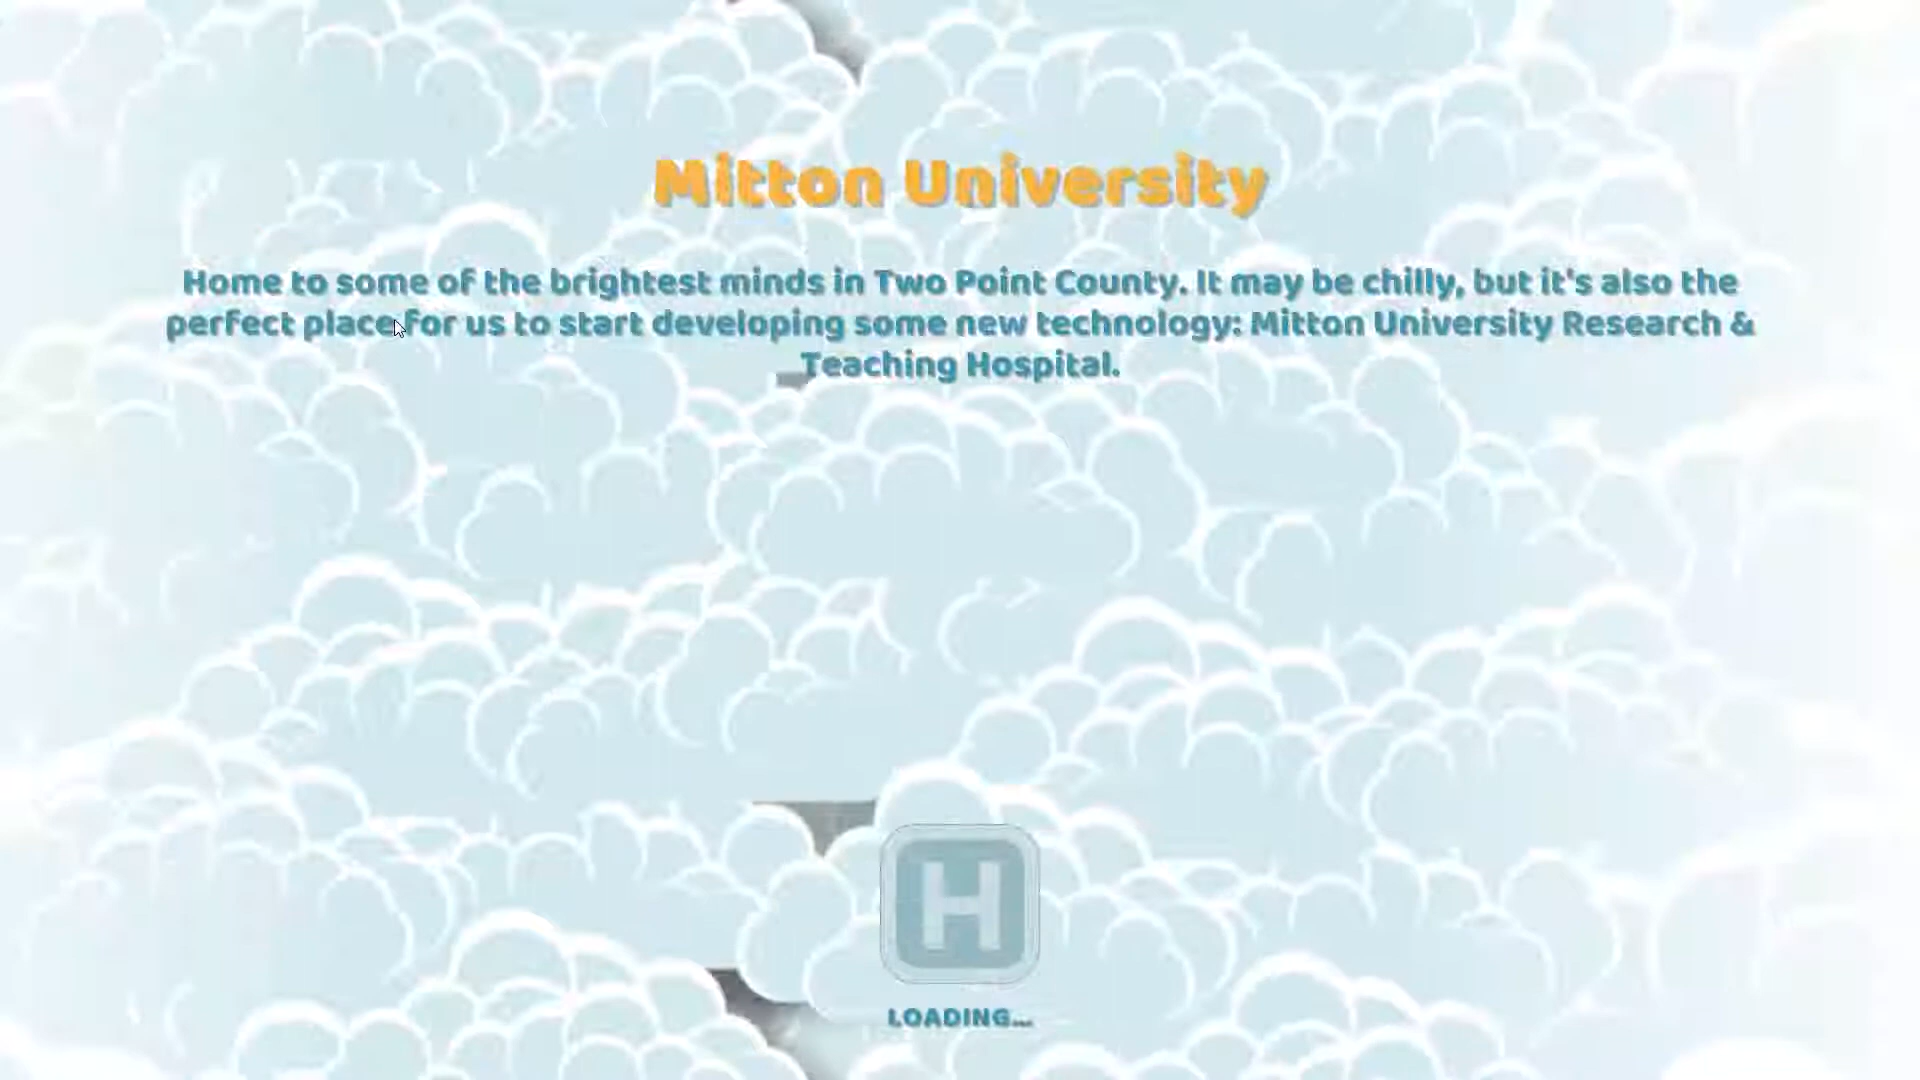 Mitton University
Home to some of the brightest minds in Two Point County. It may be chilly, but it's also the
perfect place for us to start developing some new technology: Mitton University Research &
Teaching Hospital.
H
LOADING...